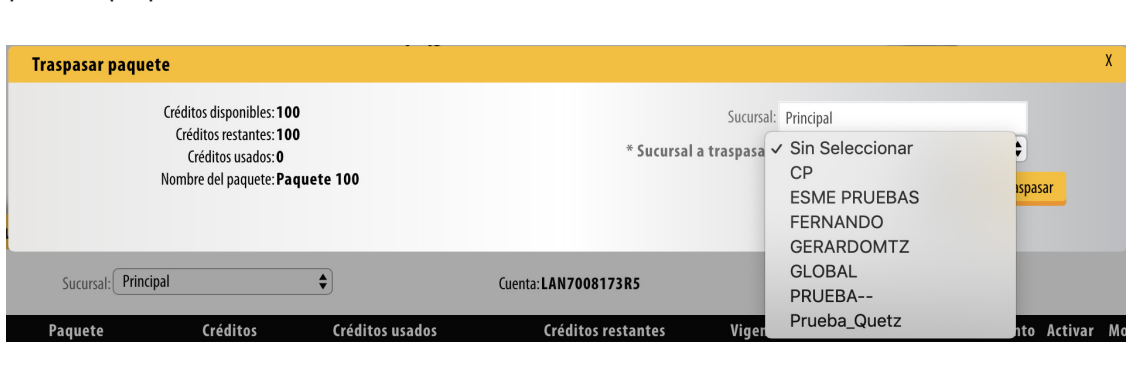 Traspasar paquete X
Créditos disponibles: 100
Créditos restantes: 100
Créditos usados: 0
Nombre del paquete: Paquete 100
Sucursal: Principal
* Sucursal a traspasa
✓ Sin Seleccionar
CP
ESME PRUEBAS
FERNANDO
GERARDOMTZ
GLOBAL
PRUEBA--
Prueba_Quetz
aspasar
Sucursal: Principal
Cuenta: LAN7008173R5
Paquete Créditos Créditos usados Créditos restantes Vigen nto Activar Mo